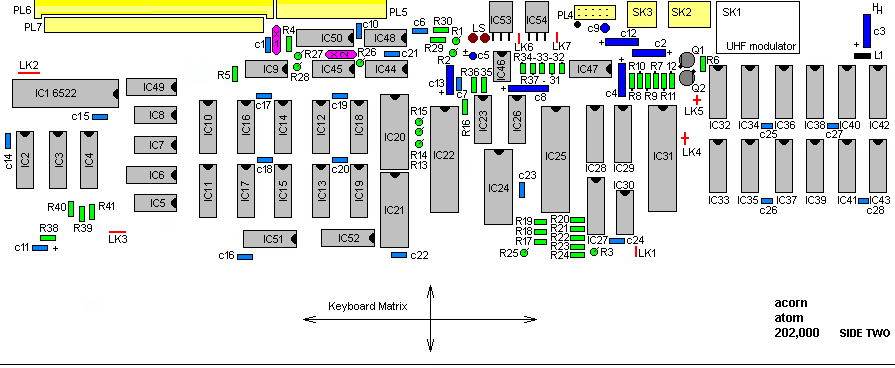 PL6
PL7
PL5
PL4
SK3
SK2
SK1
UHF modulator
H
c3
L1
c1
R4
IC50
c10
IC48
c6
R30
R29
R1
LS
IC53
IC54
LK6
LK7
c9
c12
c2
Q1
Q2
R6
LK2
R5
IC9
R27
R28
IC45
R26
c21
IC44
R2
c5
IC46
R34-33-32
IC47
R10
R7
12
R8
R9
R11
c4
LK5
IC1 6522
IC49
c17
c19
c13
R36
35
R37 - 31
c8
c7
R16
c15
IC8
IC10
IC16
IC14
IC12
IC18
IC20
R15
R14
R13
IC22
IC23
IC26
IC25
IC28
IC29
IC31
LK4
IC32
IC34
IC36
IC38
IC40
IC42
c25
c27
c14
IC2
IC3
IC4
IC7
c18
c20
IC6
IC11
IC17
IC15
IC13
IC19
IC21
IC24
c23
IC30
IC33
IC35
IC37
IC39
IC41
IC43
c26
c28
IC5
R40
R41
R39
R38
c11
+
LK3
IC51
c16
IC52
c22
R19
R18
R17
R25
R20
R21
R22
R23
R24
IC27
R3
c24
LK1
Keyboard Matrix
acorn
atom
202,000 SIDE TWO